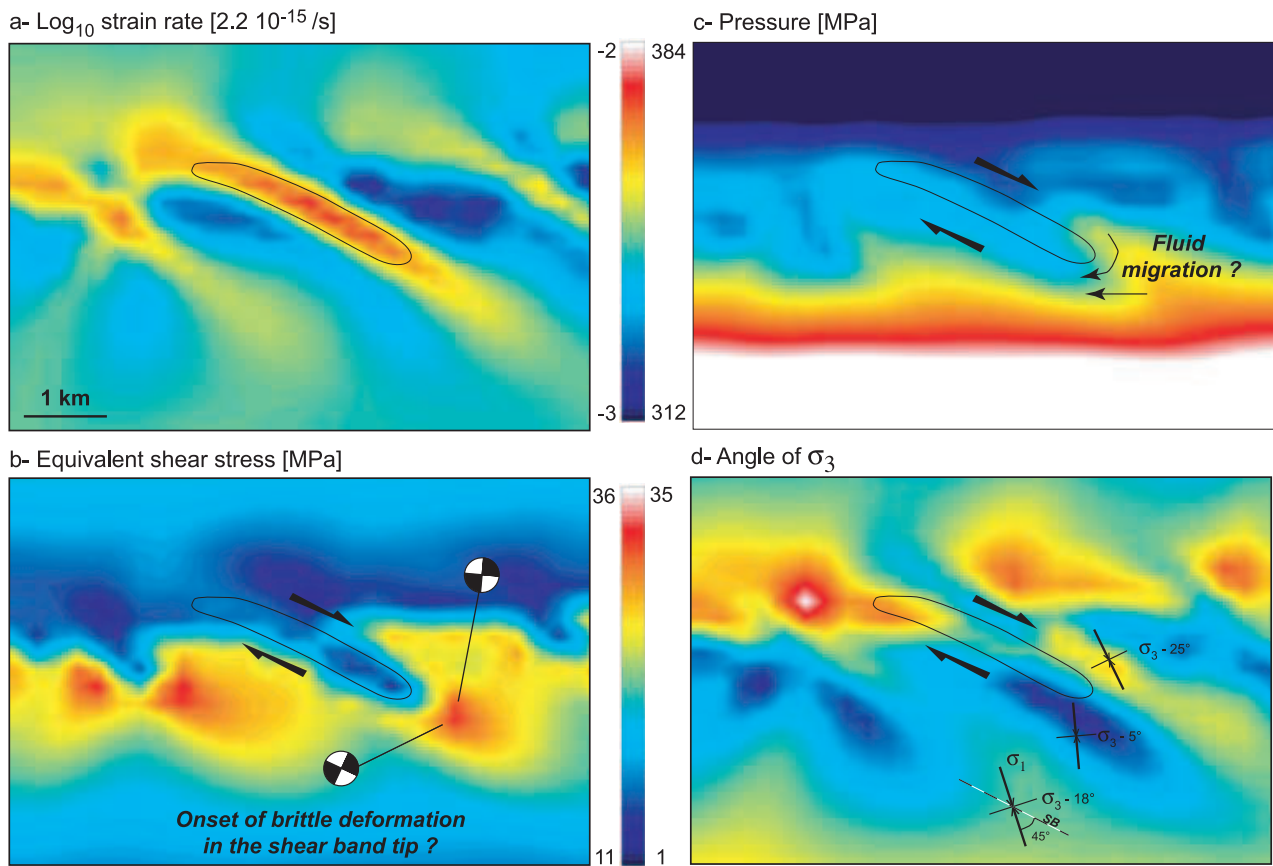 a- Log10 strain rate [2.2 10-15 /s]
-2
-3
1 km
c- Pressure [MPa]
384
312
Fluid
migration ?
b- Equivalent shear stress [MPa]
36
11
Onset of brittle deformation
in the shear band tip ?
d- Angle of σ3
35
1
σ3 - 25°
σ3 - 5°
σ1
σ3 - 18°
SB
45°